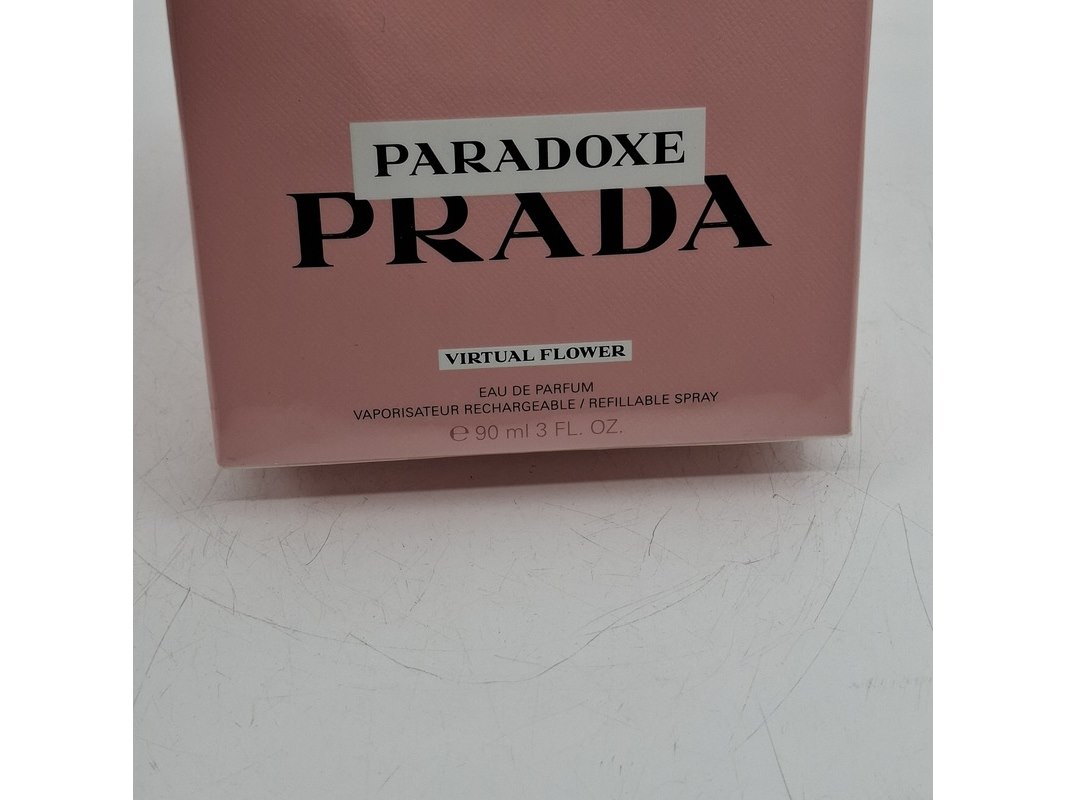 PARADOXE
PRADA
VIRTUAL FLOWER
EAU DE PARFUM
VAPORISATEUR RECHARGEABLE / REFILLABLE SPRAY
℮ 90 ml 3 FL. OZ.